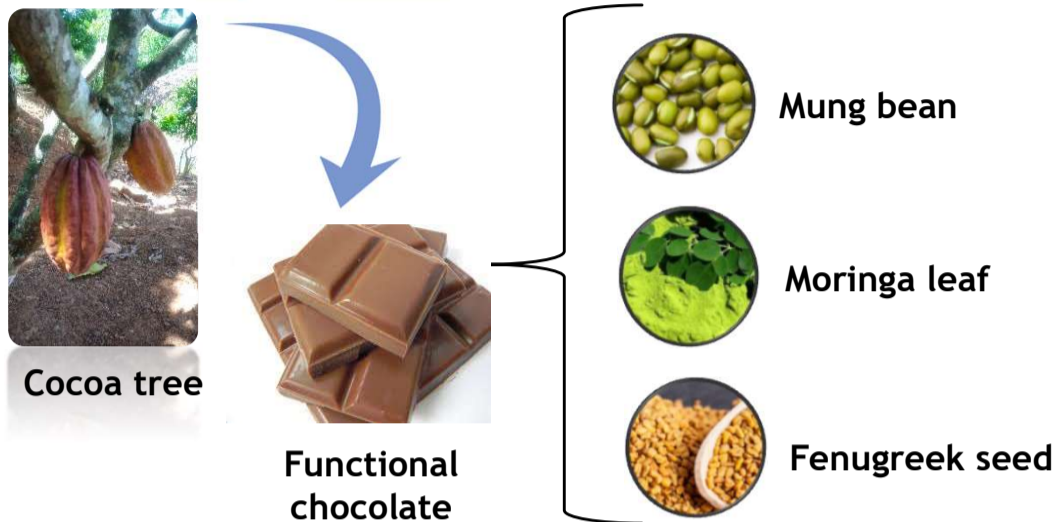 Cocoa tree
Functional
chocolate
Mung bean
Moringa leaf
Fenugreek seed